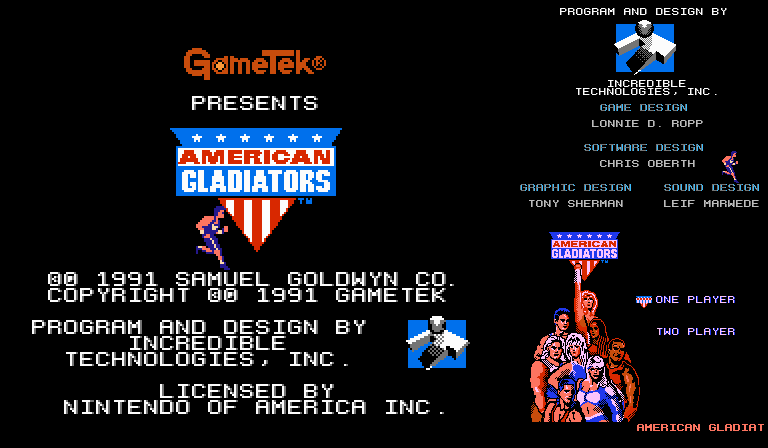 GameTek®
PRESENTS
AMERICAN
GLADIATORS
TM
@@ 1991 SAMUEL GOLDWYN CO.
COPYRIGHT @@ 1991 GAMETEK
PROGRAM AND DESIGN BY
INCREDIBLE
TECHNOLOGIES, INC.
LICENSED BY
NINTENDO OF AMERICA INC.
PROGRAM AND DESIGN BY
INCREDIBLE
TECHNOLOGIES, INC.
GAME DESIGN
LONNIE D. ROPP
SOFTWARE DESIGN
CHRIS OBERTH
GRAPHIC DESIGN SOUND DESIGN
TONY SHERMAN LEIF MARWEDE
AMERICAN
GLADIATORS
TM
ONE PLAYER
TWO PLAYER
AMERICAN GLADIAT